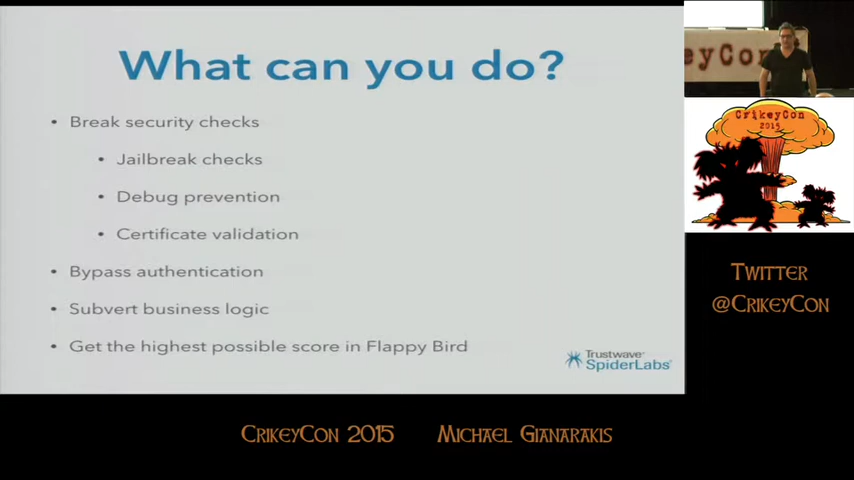 What can you do?
• Break security checks
• Jailbreak checks
• Debug prevention
• Certificate validation
• Bypass authentication
• Subvert business logic
• Get the highest possible score in Flappy Bird
Trustwave
SpiderLabs
eyCon
CrikeyCon
2015
Twitter
@CrikeyCon
CrikeyCon 2015 Michael Gianarakis